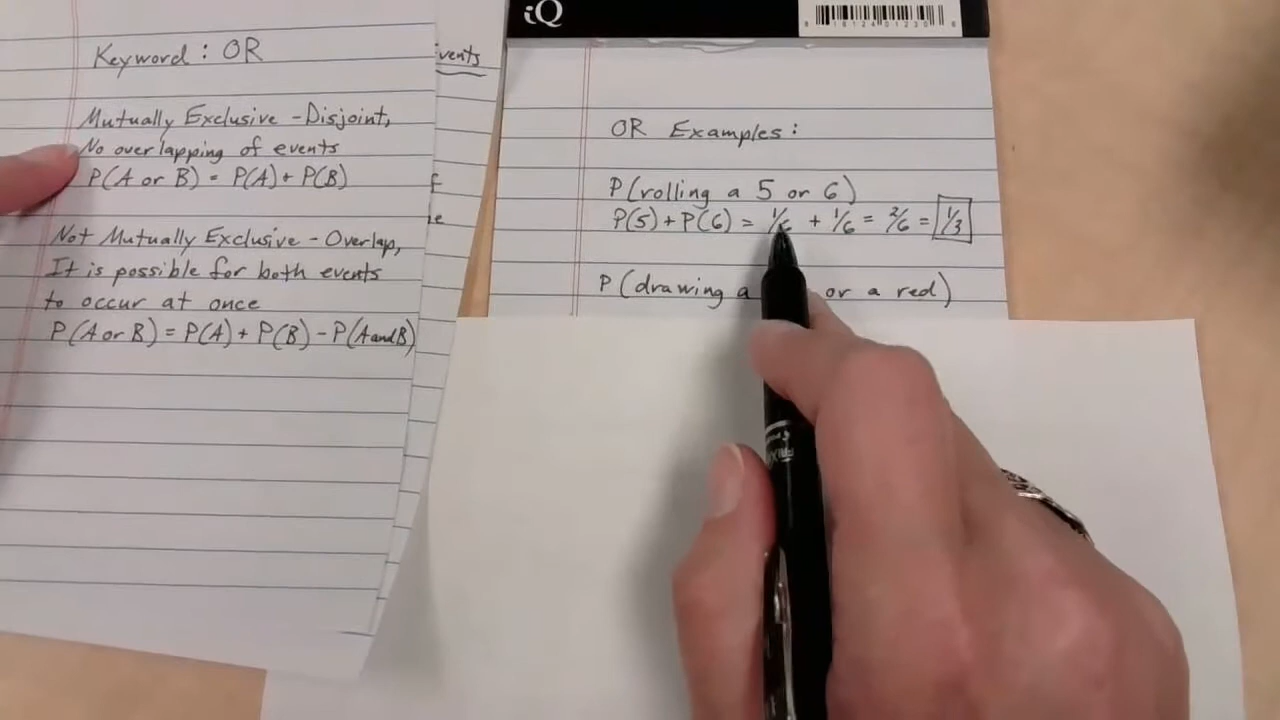 Keyword: OR
Mutually Exclusive - Disjoint,
No overlapping of events
P(A or B) = P(A) + P(B)
Not Mutually Exclusive - Overlap,
It is possible for both events
to occur at once
P(A or B) = P(A) + P(B) - P(A and B)
iQ
OR Examples:
P(rolling a 5 or 6)
P(5) + P(6) = 1/6 + 1/6 = 2/6 = 1/3
P(drawing a or a red)